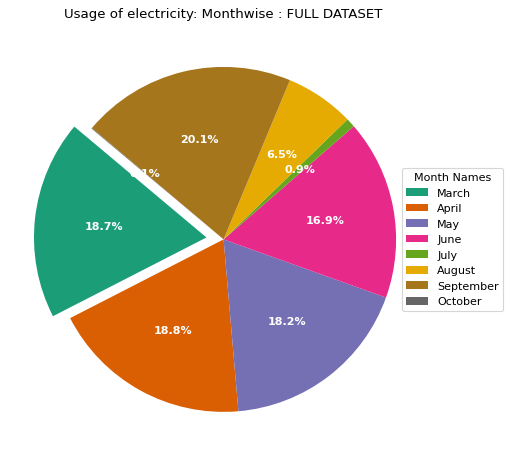 Usage of electricity: Monthwise : FULL DATASET
20.1%
6.5%
0.9%
18.7%
16.9%
18.2%
18.8%
Month Names
March
April
May
June
July
August
September
October